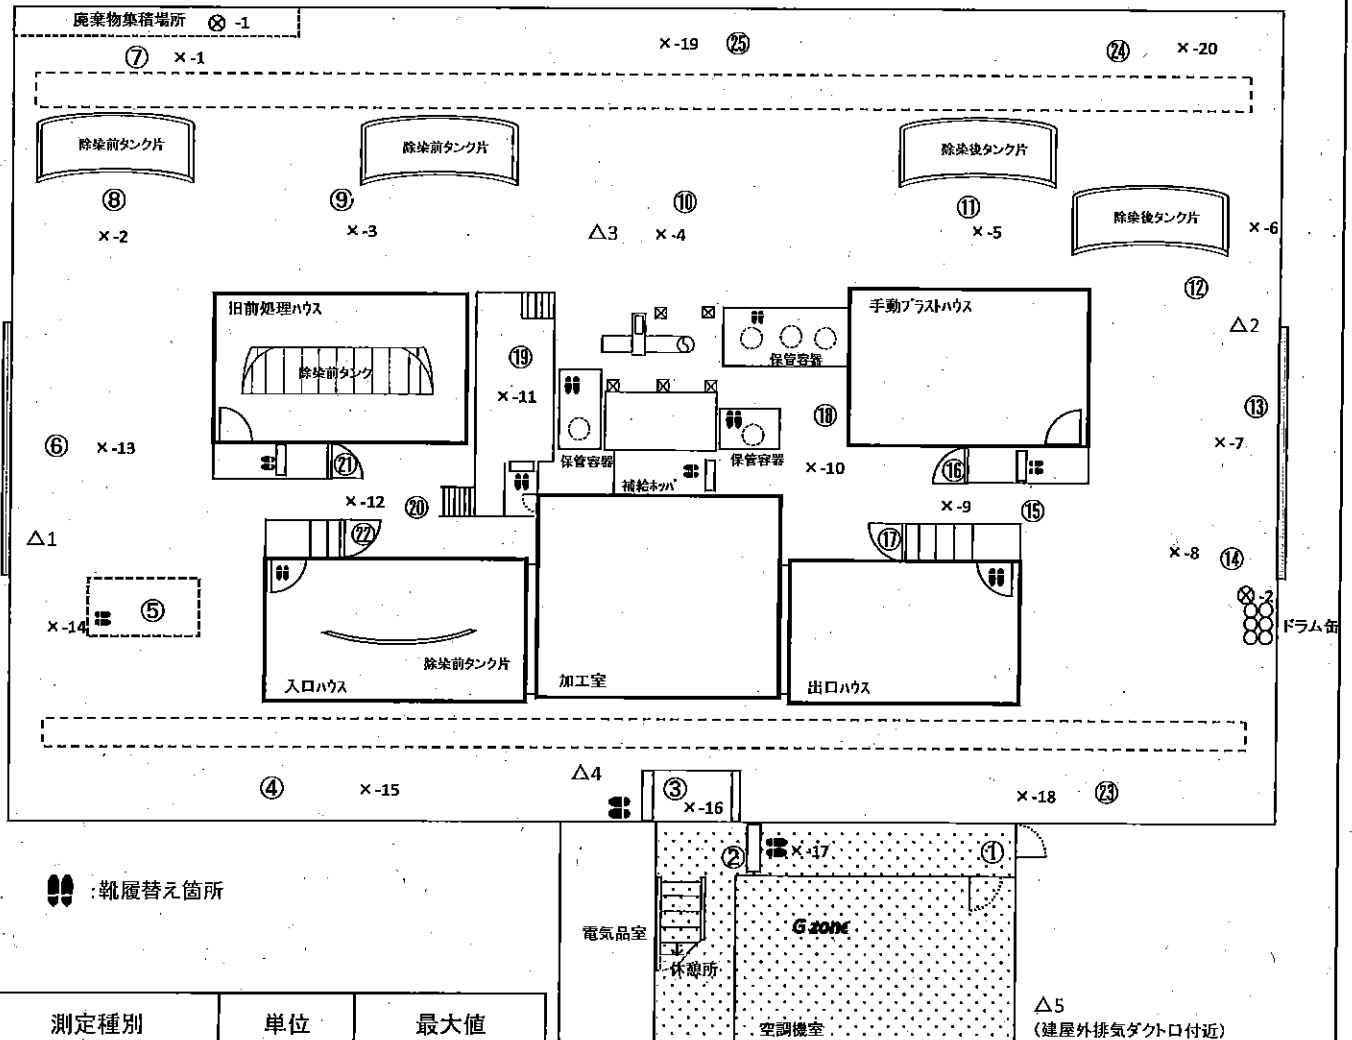 廃棄物集積場所 ⊗ -1
⑦ ×-1
×-19 ㉕
㉔ ×-20
除染前タンク片
除染前タンク片
除染後タンク片
除染後タンク片
⑧
×-2
⑨
×-3
⑩
△3 ×-4
⑪
×-5
×-6
⑫
△2
旧前処理ハウス
除染前タンク
⑲
×-11
保管容器
手動ブラストハウス
⑱
⑬
×-7
⑥ ×-13
㉑
保管容器
保管容器
補給ホッパ
×-10
⑯
×-12 ⑳
㉒
×-9 ⑮
⑰
△1
×-8 ⑭
⊗-2
ドラム缶
⑤
×-14
除染前タンク片
入口ハウス
加工室
出口ハウス
④ ×-15
△4
③
×-16
×-18 ㉓
② ×-17 ①
:靴履替え箇所
電気品室
G zone
休憩所
空調機室
△5
(建屋外排気ダクト口付近)
測定種別 単位 最大値